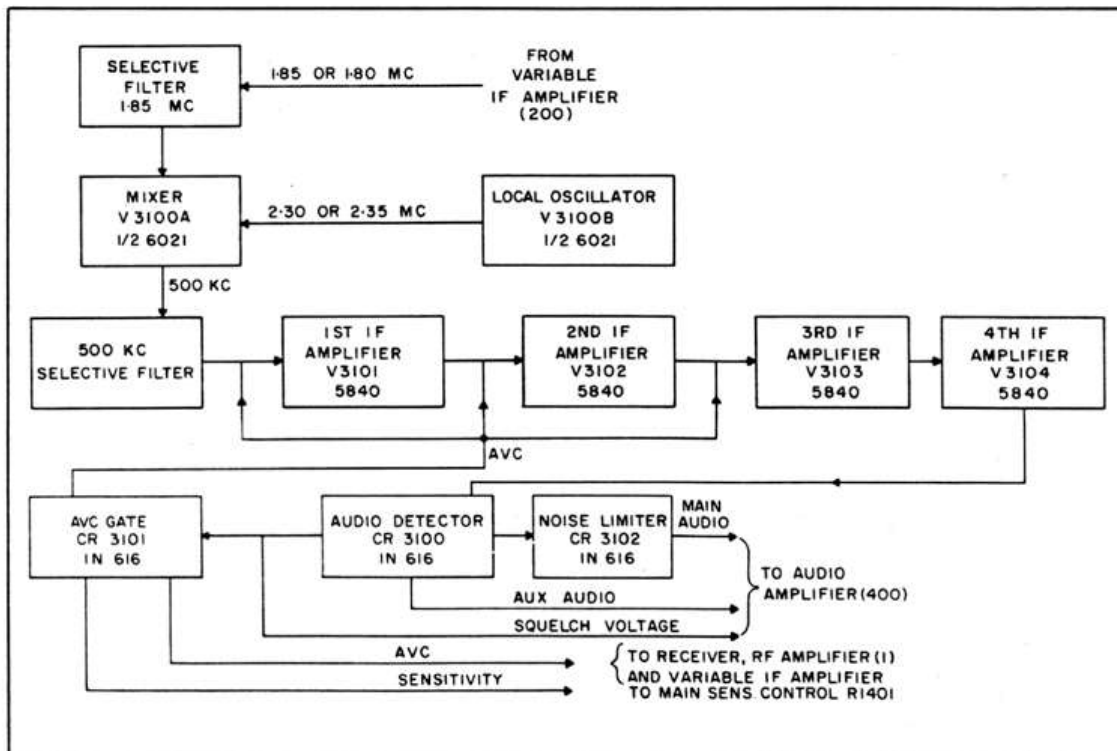 SELECTIVE
FILTER
1·85 MC
1·85 OR 1·80 MC
FROM
VARIABLE
IF AMPLIFIER
(200)
MIXER
V 3100A
1/2 6021
2·30 OR 2·35 MC
LOCAL OSCILLATOR
V 3100B
1/2 6021
500 KC
500 KC
SELECTIVE FILTER
1ST IF
AMPLIFIER
V3101
5840
2ND IF
AMPLIFIER
V3102
5840
3RD IF
AMPLIFIER
V3103
5840
4TH IF
AMPLIFIER
V3104
5840
AVC
AVC GATE
CR 3101
IN 616
AUDIO DETECTOR
CR 3100
IN 616
NOISE LIMITER
CR 3102
IN 616
MAIN
AUDIO
AUX AUDIO
SQUELCH VOLTAGE
TO AUDIO
AMPLIFIER (400)
AVC
SENSITIVITY
TO RECEIVER, RF AMPLIFIER (1)
AND VARIABLE IF AMPLIFIER
TO MAIN SENS. CONTROL R1401